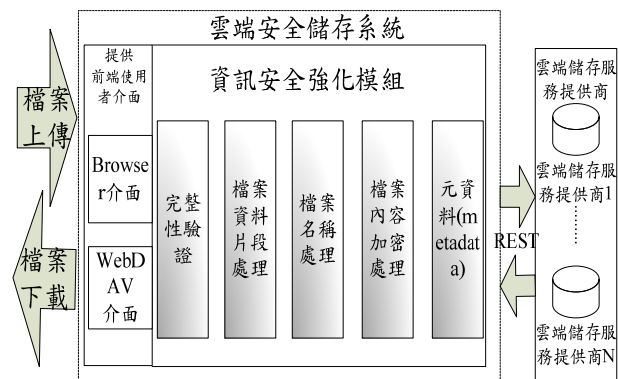 雲端安全儲存系統
提供
前端使用
者介面
資訊安全強化模組
檔案
上傳
檔案
下載
Browse
r介面
WebD
AV
介面
完整
性驗
證
檔案
資料
片段
處理
檔案
名稱
處理
檔案
內容
加密
處理
元資
料(m
etadat
a)
REST
雲端儲存服
務提供商
雲端儲存服
務提供商1
......
雲端儲存服
務提供商N